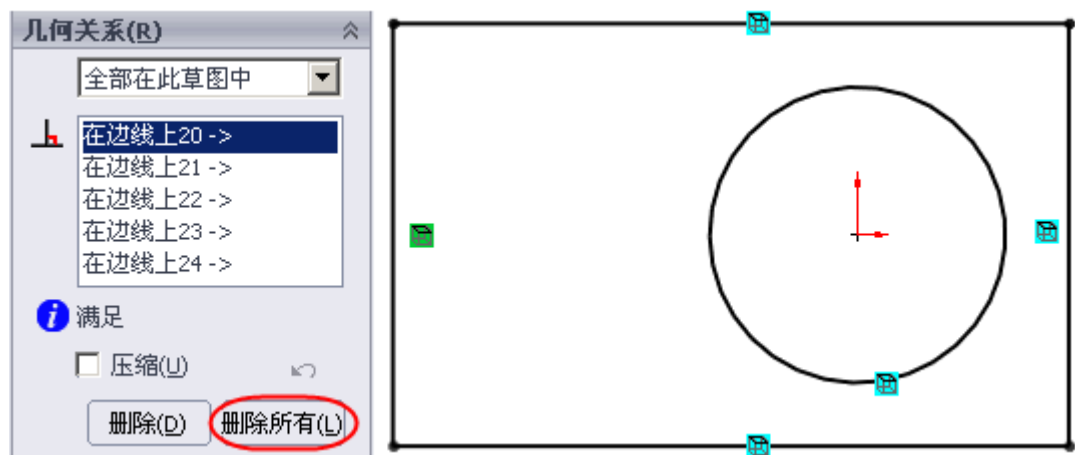 几何关系(R)
全部在此草图中
在边线上20 ->
在边线上21 ->
在边线上22 ->
在边线上23 ->
在边线上24 ->
满足
压缩(U)
删除(D) 删除所有(L)